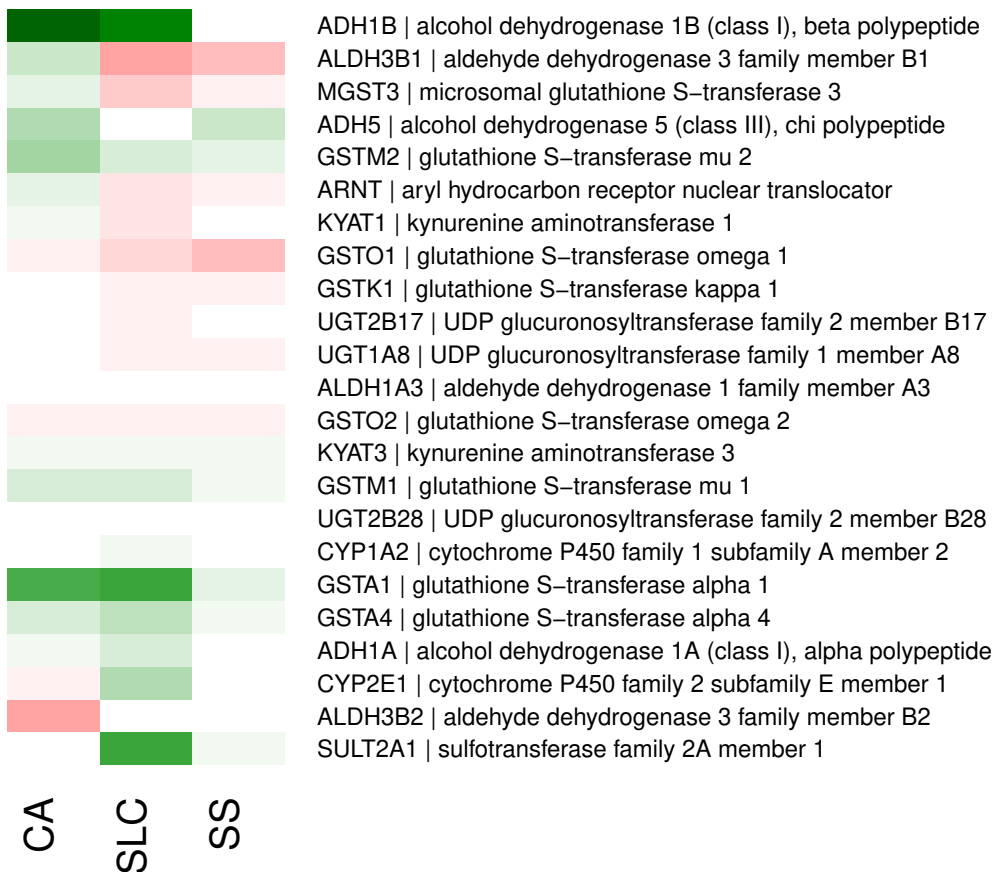 ADH1B | alcohol dehydrogenase 1B (class I), beta polypeptide
ALDH3B1 | aldehyde dehydrogenase 3 family member B1
MGST3 | microsomal glutathione S−transferase 3
ADH5 | alcohol dehydrogenase 5 (class III), chi polypeptide
GSTM2 | glutathione S−transferase mu 2
ARNT | aryl hydrocarbon receptor nuclear translocator
KYAT1 | kynurenine aminotransferase 1
GSTO1 | glutathione S−transferase omega 1
GSTK1 | glutathione S−transferase kappa 1
UGT2B17 | UDP glucuronosyltransferase family 2 member B17
UGT1A8 | UDP glucuronosyltransferase family 1 member A8
ALDH1A3 | aldehyde dehydrogenase 1 family member A3
GSTO2 | glutathione S−transferase omega 2
KYAT3 | kynurenine aminotransferase 3
GSTM1 | glutathione S−transferase mu 1
UGT2B28 | UDP glucuronosyltransferase family 2 member B28
CYP1A2 | cytochrome P450 family 1 subfamily A member 2
GSTA1 | glutathione S−transferase alpha 1
GSTA4 | glutathione S−transferase alpha 4
ADH1A | alcohol dehydrogenase 1A (class I), alpha polypeptide
CYP2E1 | cytochrome P450 family 2 subfamily E member 1
ALDH3B2 | aldehyde dehydrogenase 3 family member B2
SULT2A1 | sulfotransferase family 2A member 1
CA
SLC
SS